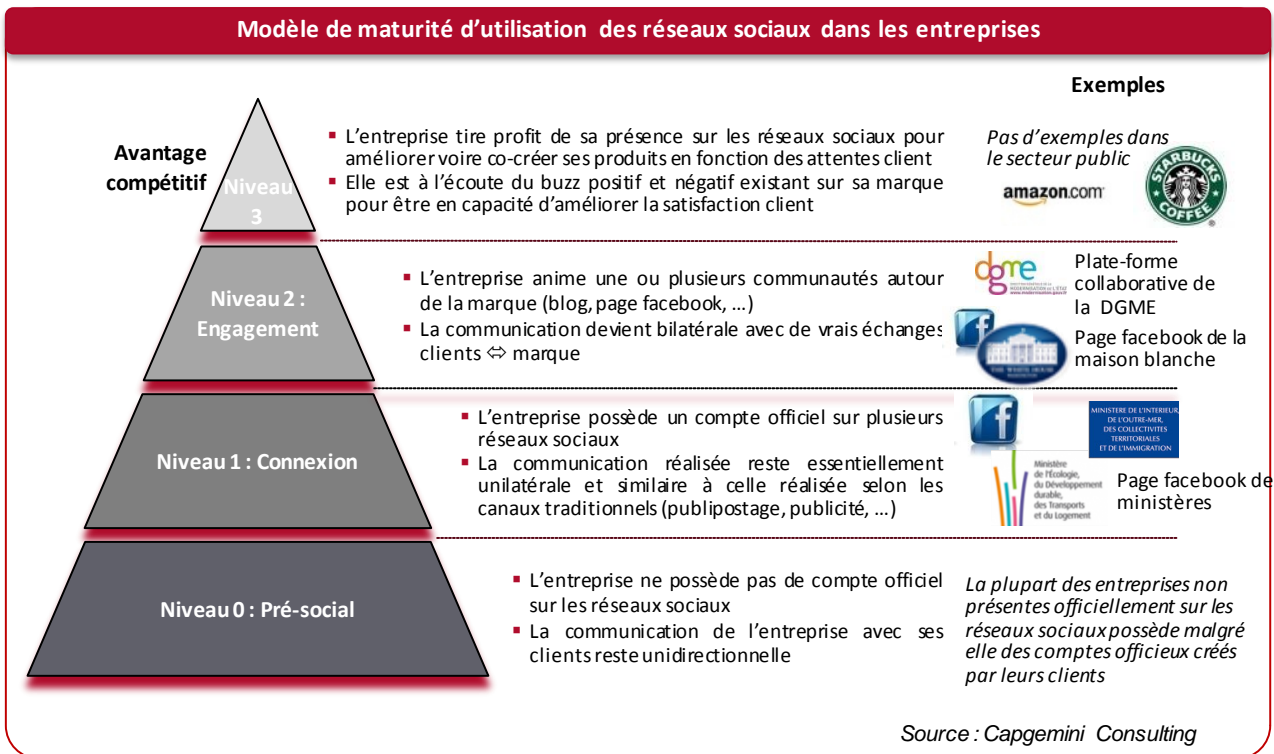 Modèle de maturité d'utilisation des réseaux sociaux dans les entreprises
Exemples
Avantage
compétitif
Niveau
3
▪ L'entreprise tire profit de sa présence sur les réseaux sociaux pour
améliorer voire co-créer ses produits en fonction des attentes client
▪ Elle est à l'écoute du buzz positif et négatif existant sur sa marque
pour être en capacité d'améliorer la satisfaction client
Pas d'exemples dans
le secteur public
amazon.com
STARBUCKS
COFFEE
Niveau 2 :
Engagement
▪ L'entreprise anime une ou plusieurs communautés autour
de la marque (blog, page facebook, …)
▪ La communication devient bilatérale avec de vrais échanges
clients ⇔ marque
dgme
Plate-forme
collaborative de
la DGME
f
THE WHITE HOUSE
WASHINGTON
Page facebook de la
maison blanche
Niveau 1 : Connexion
▪ L'entreprise possède un compte officiel sur plusieurs
réseaux sociaux
▪ La communication réalisée reste essentiellement
unilatérale et similaire à celle réalisée selon les
canaux traditionnels (publipostage, publicité, …)
f
MINISTERE DE L'INTERIEUR,
DE L'OUTRE-MER,
DES COLLECTIVITES
TERRITORIALES
ET DE L'IMMIGRATION
Ministère
de l'Écologie,
du Développement
durable,
des Transports
et du Logement
Page facebook de
ministères
Niveau 0 : Pré-social
▪ L'entreprise ne possède pas de compte officiel
sur les réseaux sociaux
▪ La communication de l'entreprise avec ses
clients reste unidirectionnelle
La plupart des entreprises non
présentes officiellement sur les
réseaux sociaux possède malgré
elle des comptes officieux créés
par leurs clients
Source : Capgemini Consulting